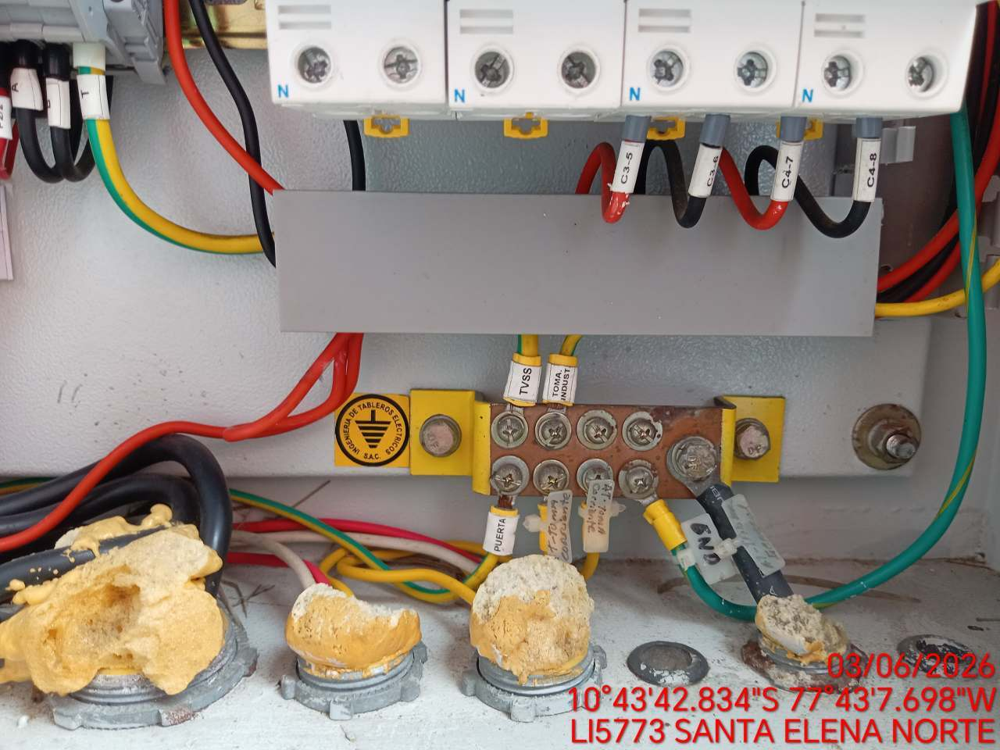 N
N
N
N
A
T
C3-5
C3-6
C4-7
C4-8
TVSS
TOMA.
INDUST
INGENIERIA DE TABLEROS ELECTRICOS
S.A.C.
PUERTA
GND
03/06/2026
10°43'42.834"S 77°43'7.698"W
LI5773 SANTA ELENA NORTE